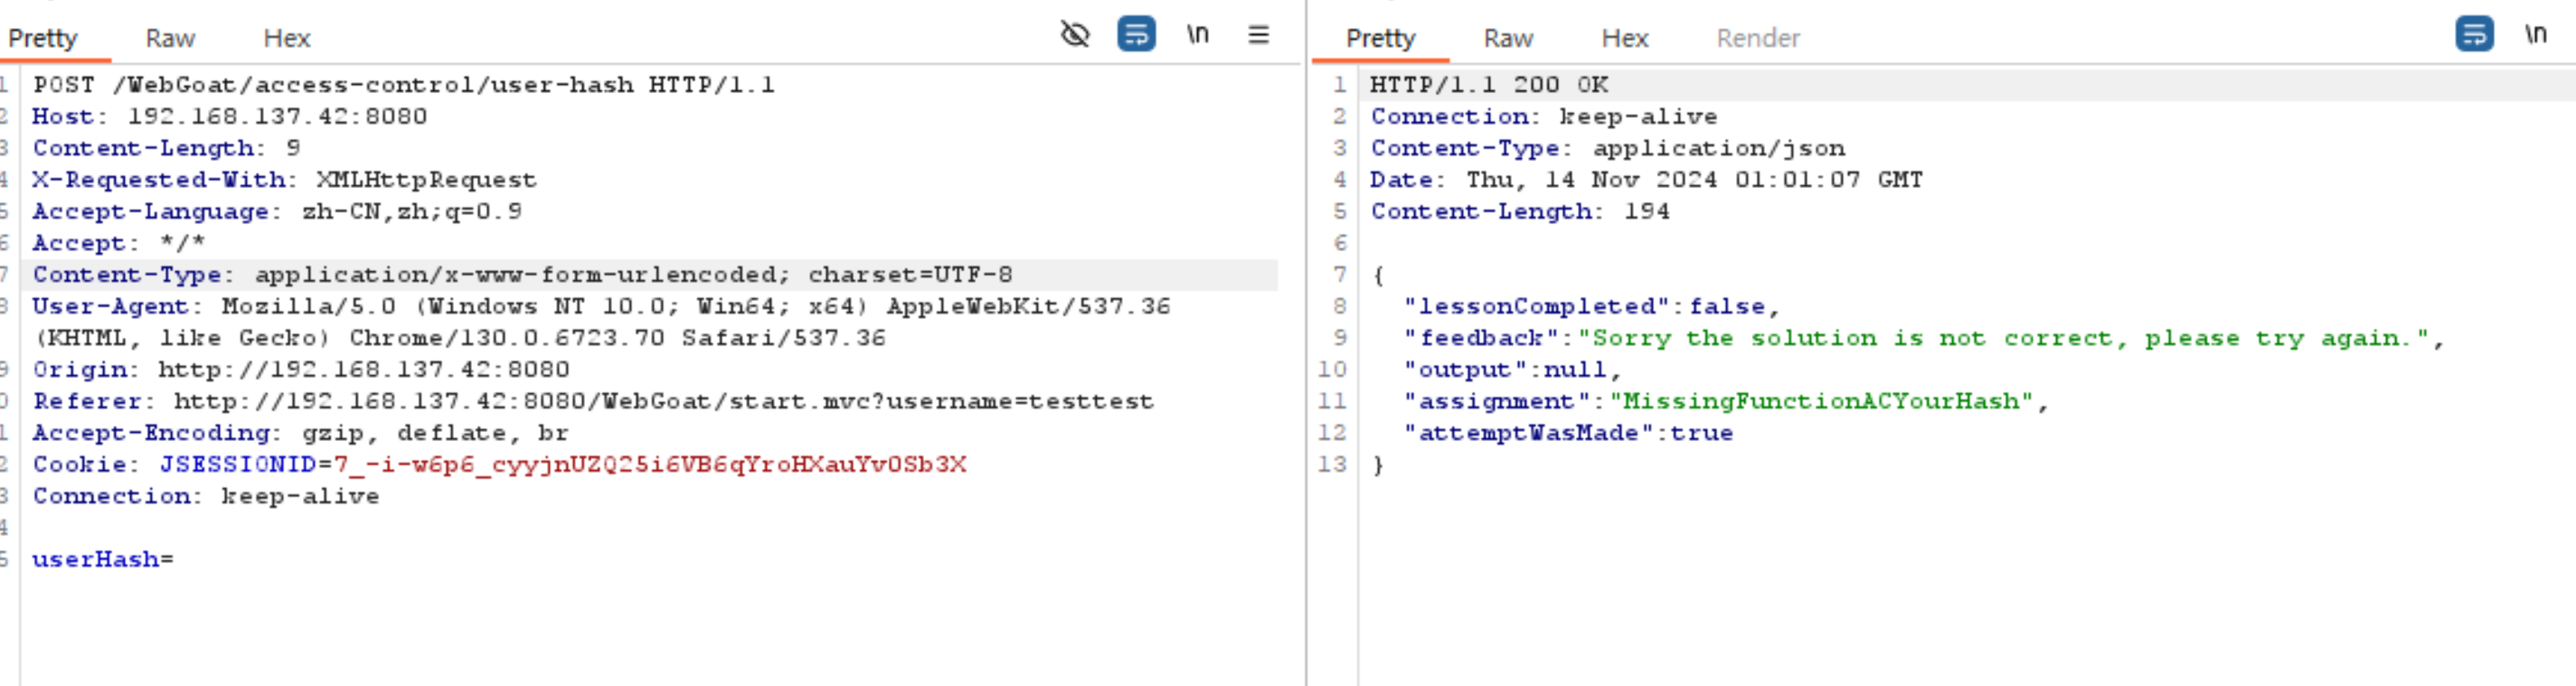 Pretty Raw Hex \n
1 POST /WebGoat/access-control/user-hash HTTP/1.1
2 Host: 192.168.137.42:8080
3 Content-Length: 9
4 X-Requested-With: XMLHttpRequest
5 Accept-Language: zh-CN,zh;q=0.9
6 Accept: */*
7 Content-Type: application/x-www-form-urlencoded; charset=UTF-8
8 User-Agent: Mozilla/5.0 (Windows NT 10.0; Win64; x64) AppleWebKit/537.36
(KHTML, like Gecko) Chrome/130.0.6723.70 Safari/537.36
9 Origin: http://192.168.137.42:8080
0 Referer: http://192.168.137.42:8080/WebGoat/start.mvc?username=testtest
1 Accept-Encoding: gzip, deflate, br
2 Cookie: JSESSIONID=7_-i-w6p6_cyyjnUZQ25i6VB6qYroHXauYv0Sb3X
3 Connection: keep-alive
4
5 userHash=
Pretty Raw Hex Render \n
1 HTTP/1.1 200 OK
2 Connection: keep-alive
3 Content-Type: application/json
4 Date: Thu, 14 Nov 2024 01:01:07 GMT
5 Content-Length: 194
6
7 {
8 "lessonCompleted":false,
9 "feedback":"Sorry the solution is not correct, please try again.",
10 "output":null,
11 "assignment":"MissingFunctionACYourHash",
12 "attemptWasMade":true
13 }